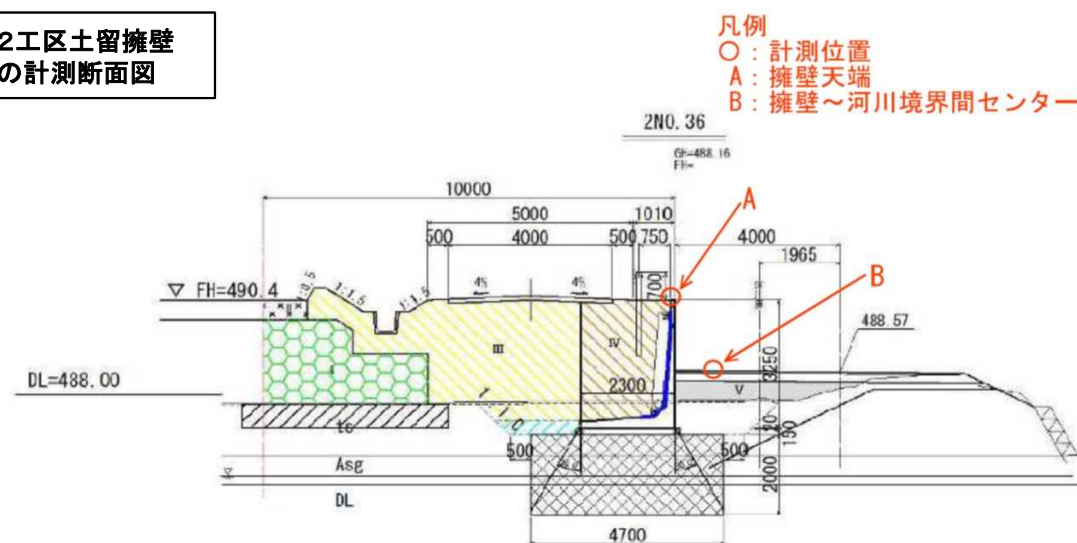 2工区土留擁壁
の計測断面図
凡例
○：計測位置
A：擁壁天端
B：擁壁～河川境界間センター
2NO.36
GH=488.16
FH=
10000
A
5000
1010
4000
500
4000
500
750
1965
B
1:0.5
1:1.5
1:1.5
4%
4%
700
▽ FH=490.4
488.57
III
IV
3250
DL=488.00
2300
V
1:1.0
ts
500
500
150
Asg
2000
DL
4700